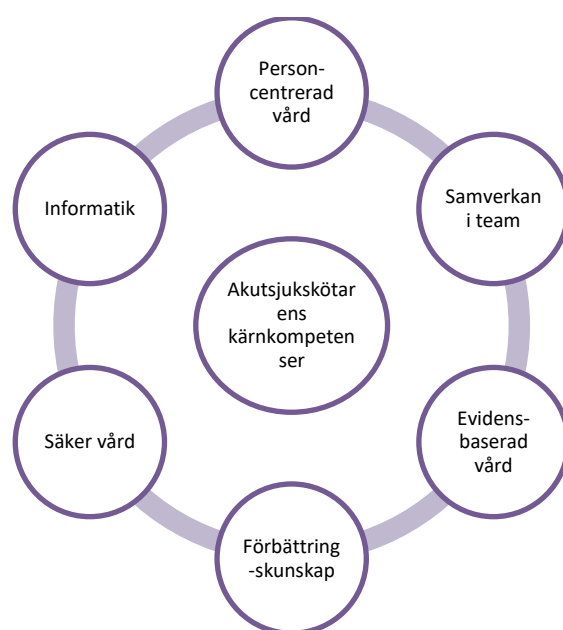 Person-
centrerad
vård
Samverkan
i team
Evidens-
baserad
vård
Förbättring
-skunskap
Säker vård
Informatik
Akutsjukskötar
ens
kärnkompeten
ser